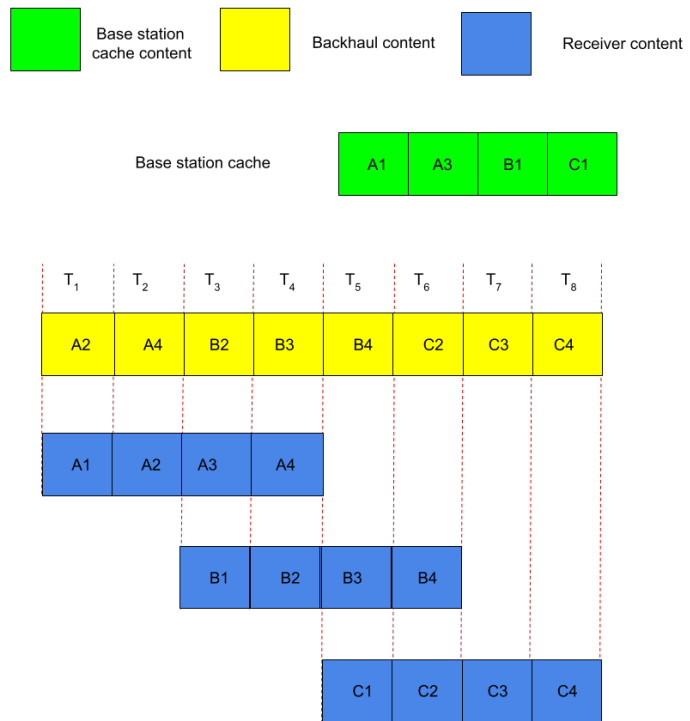 Base station
cache content
Backhaul content
Receiver content
Base station cache
A1 A3 B1 C1
T1 T2 T3 T4 T5 T6 T7 T8
A2 A4 B2 B3 B4 C2 C3 C4
A1 A2 A3 A4
B1 B2 B3 B4
C1 C2 C3 C4